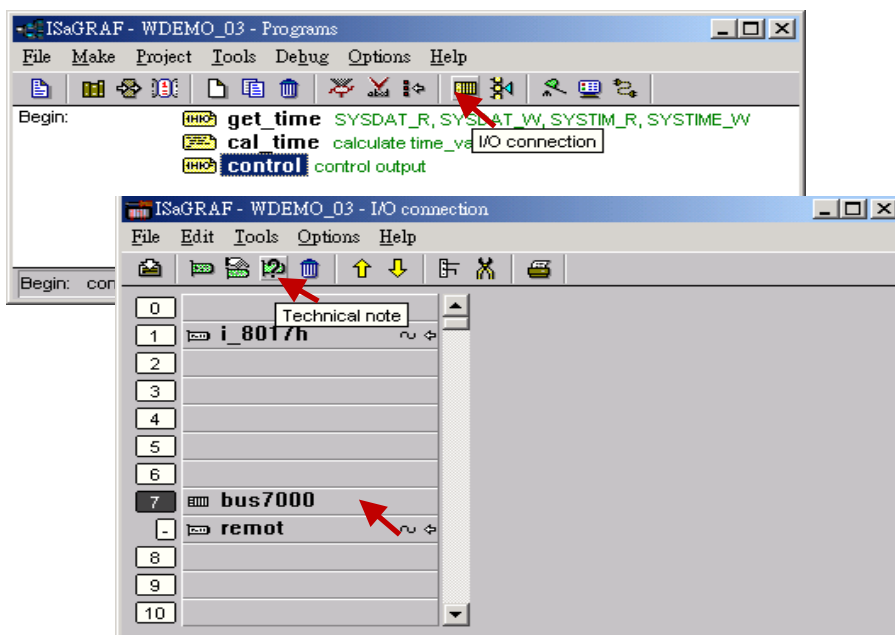 ISaGRAF - WDEMO_03 - Programs
File Make Project Tools Debug Options Help
Begin: get_time SYSDAT_R, SYSDAT_W, SYSTIM_R, SYSTIME_W
cal_time calculate time_va
I/O connection
control control output
Begin: con
ISaGRAF - WDEMO_03 - I/O connection
File Edit Tools Options Help
Technical note
0
1 i_8017h
2
3
4
5
6
7 bus7000
- remot
8
9
10